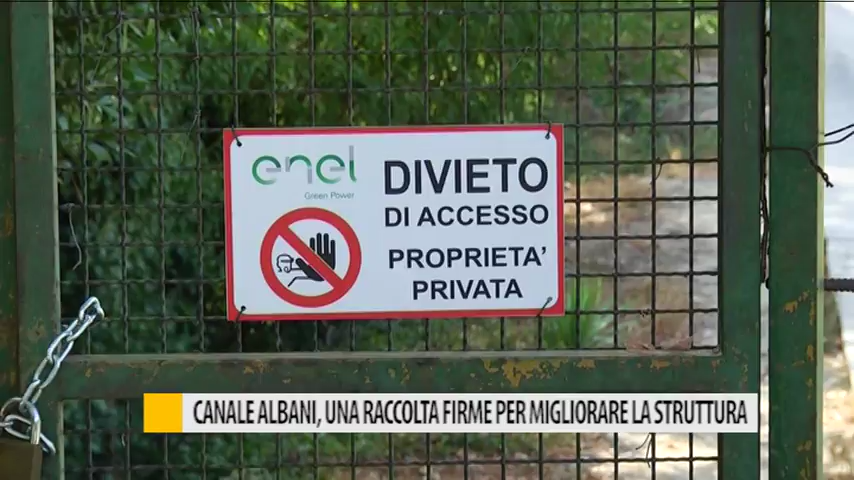 enel
Green Power
DIVIETO
DI ACCESSO
PROPRIETA'
PRIVATA
CANALE ALBANI, UNA RACCOLTA FIRME PER MIGLIORARE LA STRUTTURA